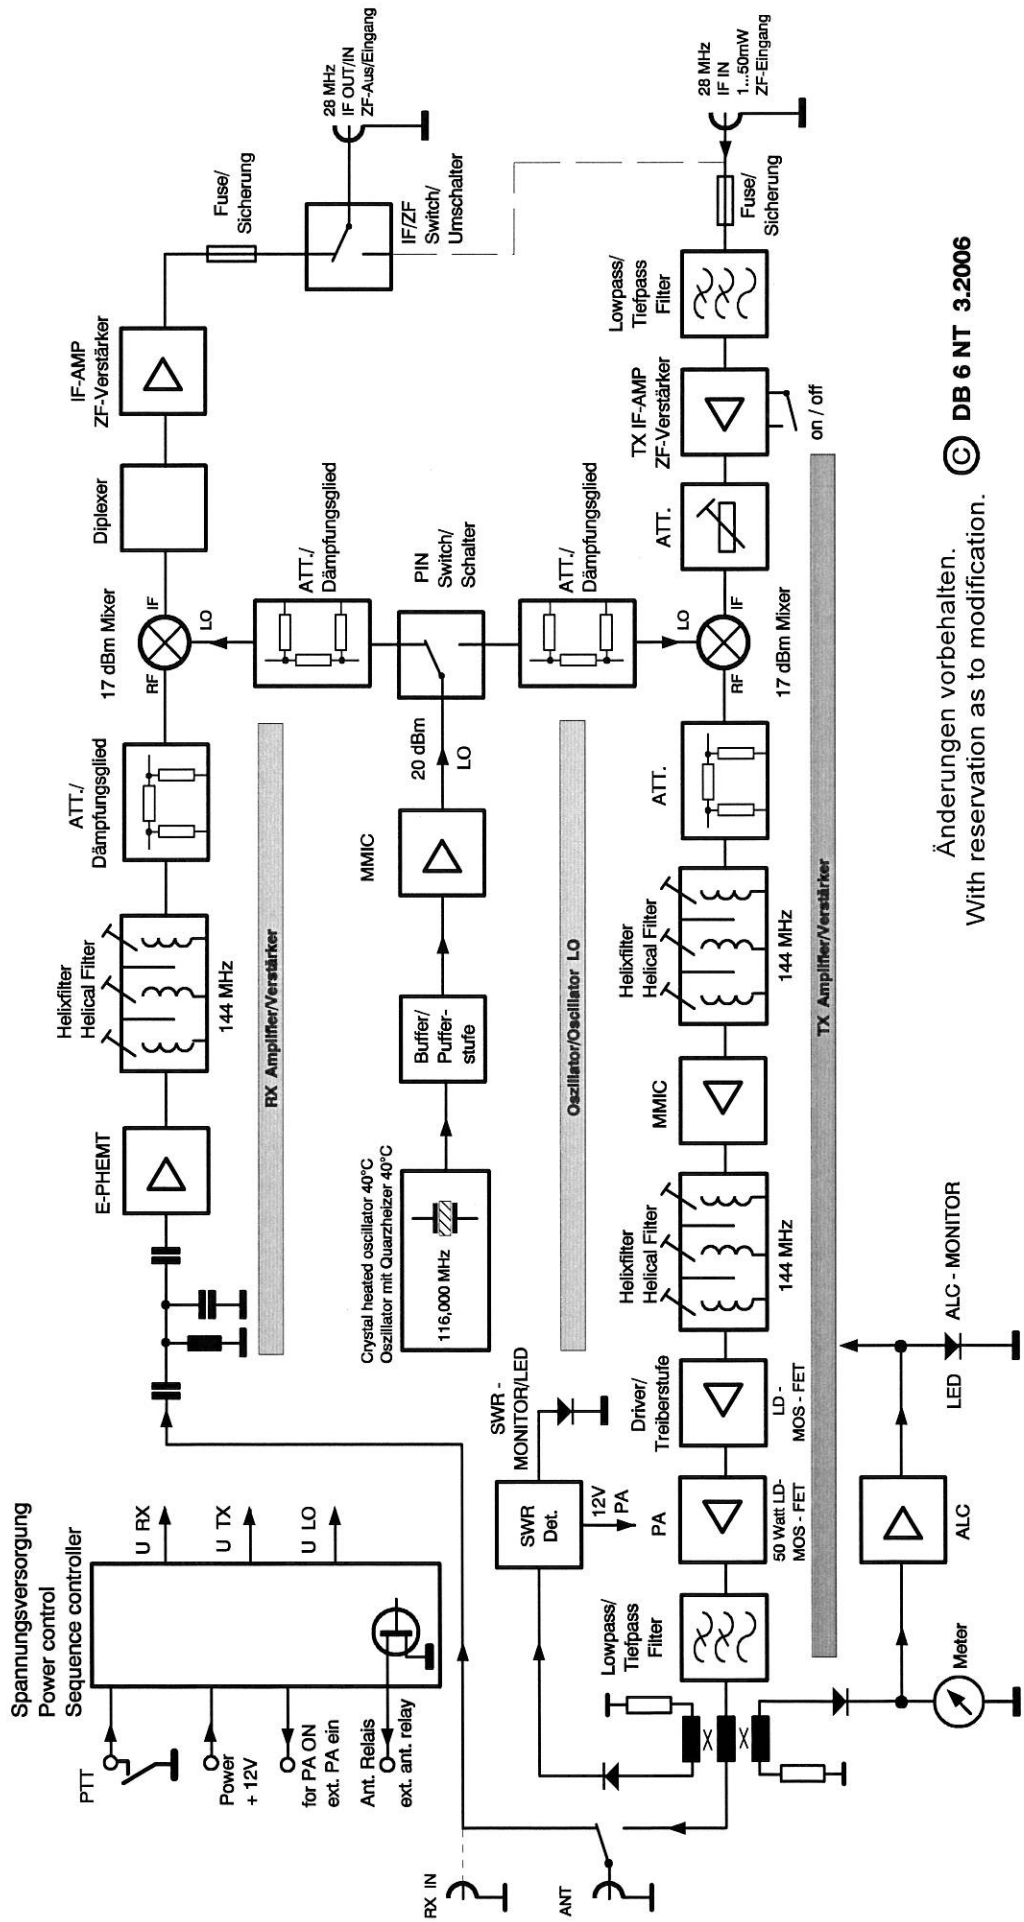 Spannungsversorgung
Power control
Sequence controller
PTT
Power
+ 12V
for PA ON
ext. PA ein
Ant. Relais
ext. ant. relay
U RX
U TX
U LO
E-PHEMT
Helixfilter
Helical Filter
144 MHz
ATT./
Dämpfungsglied
17 dBm Mixer
RF
IF
LO
Diplexer
IF-AMP
ZF-Verstärker
Fuse/
Sicherung
28 MHz
IF OUT/IN
ZF-Aus/Eingang
IF/ZF
Switch/
Umschalter
RX Amplifier/Verstärker
Crystal heated oscillator 40°C
Oszillator mit Quarzheizer 40°C
116,000 MHz
Buffer/
Puffer-
stufe
MMIC
20 dBm
LO
PIN
Switch/
Schalter
ATT./
Dämpfungsglied
ATT./
Dämpfungsglied
Oszillator/Oscillator LO
RX IN
ANT
SWR
Det.
SWR -
MONITOR/LED
12V
PA
Lowpass/
Tiefpass
Filter
PA
50 Watt LD-
MOS - FET
Driver/
Treiberstufe
LD -
MOS - FET
Helixfilter
Helical Filter
144 MHz
MMIC
Helixfilter
Helical Filter
144 MHz
ATT.
17 dBm Mixer
RF
IF
LO
ATT.
TX IF-AMP
ZF-Verstärker
on / off
Lowpass/
Tiefpass
Filter
Fuse/
Sicherung
28 MHz
IF IN
1...50mW
ZF-Eingang
TX Amplifier/Verstärker
Meter
ALC
LED
ALC - MONITOR
Änderungen vorbehalten.
With reservation as to modification.
© DB 6 NT 3.2006